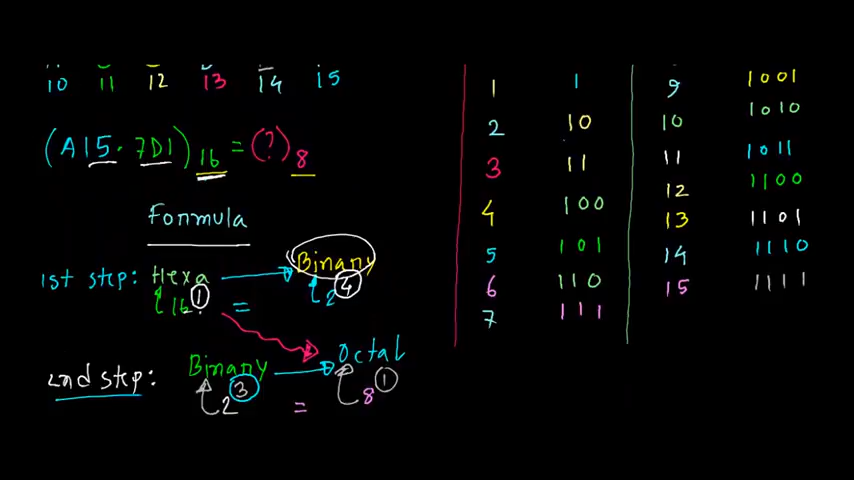 10 11 12 13 14 15
(A15.7D1)16 = (?)8
Formula
1st step: Hexa → Binary
16 1 = 2 4
2nd step: Binary → Octal
2 3 = 8 1
1 1
2 10
3 11
4 100
5 101
6 110
7 111
9 1001
10 1010
11 1011
12 1100
13 1101
14 1110
15 1111